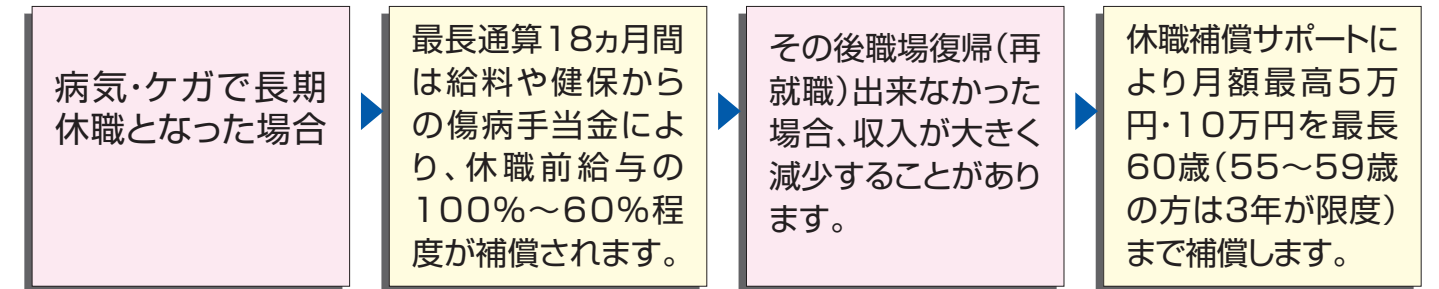 病気・ケガで長期
休職となった場合
最長通算18ヵ月間
は給料や健保から
の傷病手当金によ
り、休職前給与の
100%〜60%程
度が補償されます。
その後職場復帰(再
就職)出来なかった
場合、収入が大きく
減少することがあり
ます。
休職補償サポートに
より月額最高5万
円・10万円を最長
60歳(55〜59歳
の方は3年が限度)
まで補償します。